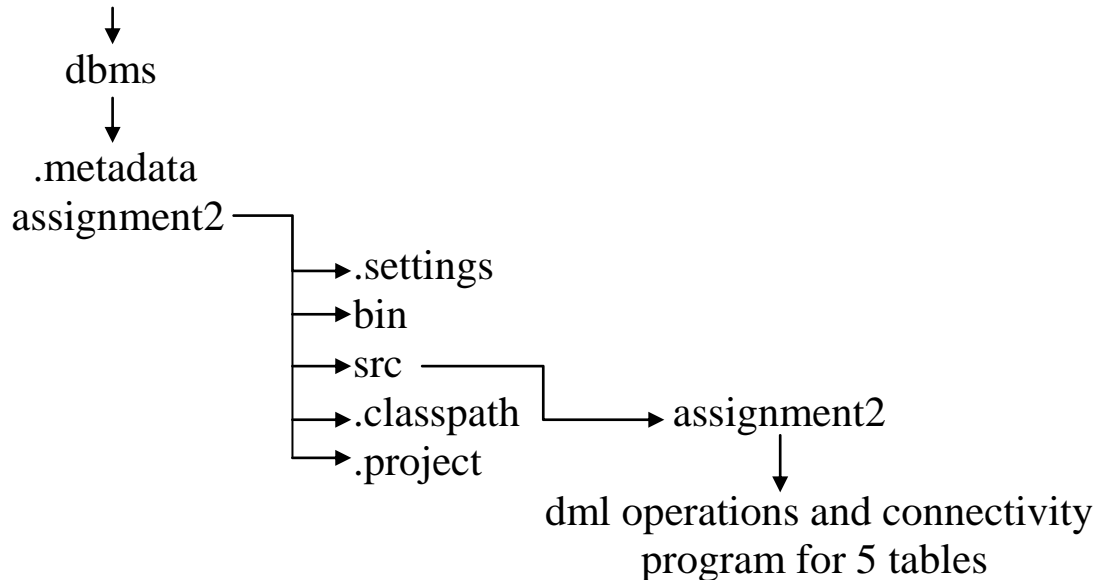 dbms
.metadata
assignment2
.settings
bin
src
.classpath
assignment2
.project
dml operations and connectivity
program for 5 tables